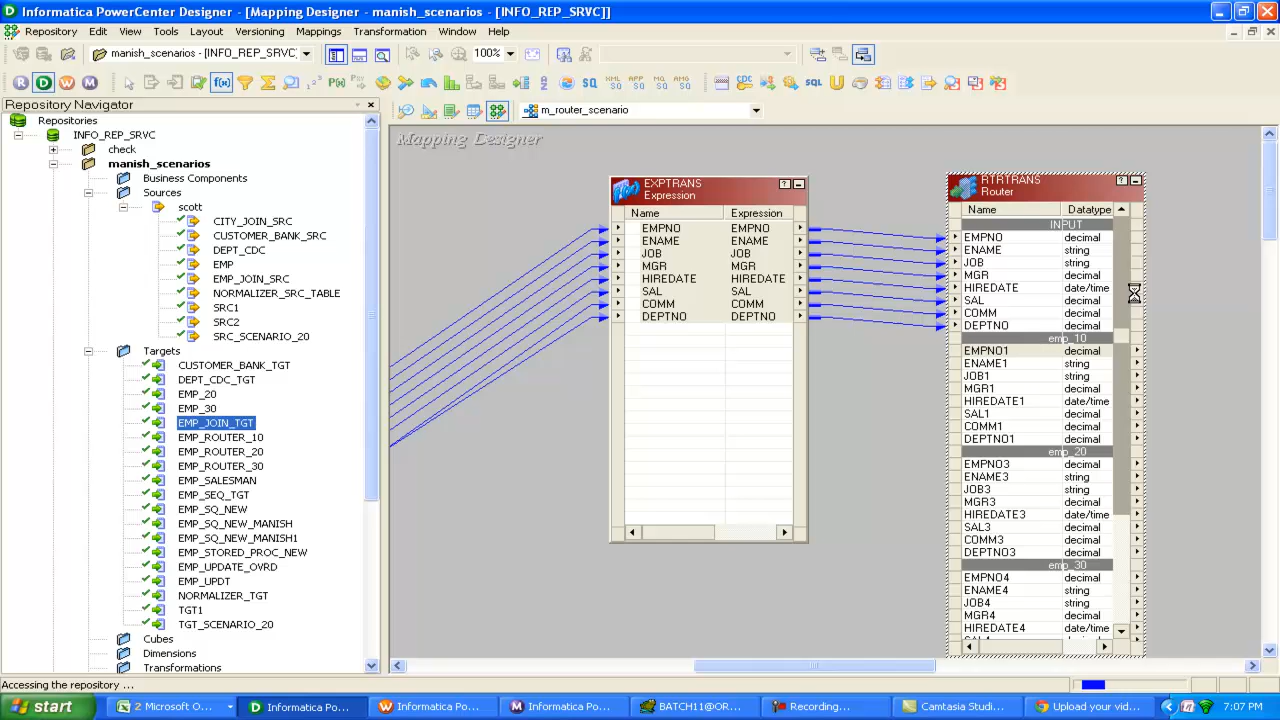 Informatica PowerCenter Designer - [Mapping Designer - manish_scenarios - [INFO_REP_SRVC]]
Repository Edit View Tools Layout Versioning Mappings Transformation Window Help
manish_scenarios - [INFO_REP_SRVC] 100%
Repository Navigator
m_router_scenario
Repositories
INFO_REP_SRVC
check
manish_scenarios
Business Components
Sources
scott
CITY_JOIN_SRC
CUSTOMER_BANK_SRC
DEPT_CDC
EMP
EMP_JOIN_SRC
NORMALIZER_SRC_TABLE
SRC1
SRC2
SRC_SCENARIO_20
Targets
CUSTOMER_BANK_TGT
DEPT_CDC_TGT
EMP_20
EMP_30
EMP_JOIN_TGT
EMP_ROUTER_10
EMP_ROUTER_20
EMP_ROUTER_30
EMP_SALESMAN
EMP_SEQ_TGT
EMP_SQ_NEW
EMP_SQ_NEW_MANISH
EMP_SQ_NEW_MANISH1
EMP_STORED_PROC_NEW
EMP_UPDATE_OVRD
EMP_UPDT
NORMALIZER_TGT
TGT1
TGT_SCENARIO_20
Cubes
Dimensions
Transformations
Mapping Designer
EXPTRANS
Expression
Name Expression
EMPNO EMPNO
ENAME ENAME
JOB JOB
MGR MGR
HIREDATE HIREDATE
SAL SAL
COMM COMM
DEPTNO DEPTNO
RTRTRANS
Router
Name Datatype
INPUT
EMPNO decimal
ENAME string
JOB string
MGR decimal
HIREDATE date/time
SAL decimal
COMM decimal
DEPTNO decimal
emp_10
EMPNO1 decimal
ENAME1 string
JOB1 string
MGR1 decimal
HIREDATE1 date/time
SAL1 decimal
COMM1 decimal
DEPTNO1 decimal
emp_20
EMPNO3 decimal
ENAME3 string
JOB3 string
MGR3 decimal
HIREDATE3 date/time
SAL3 decimal
COMM3 decimal
DEPTNO3 decimal
emp_30
EMPNO4 decimal
ENAME4 string
JOB4 string
MGR4 decimal
HIREDATE4 date/time
Accessing the repository ...
start 2 Microsoft O... Informatica Po... Informatica Po... Informatica Po... BATCH11@OR... Recording... Camtasia Studi... Upload your vid... 7:07 PM